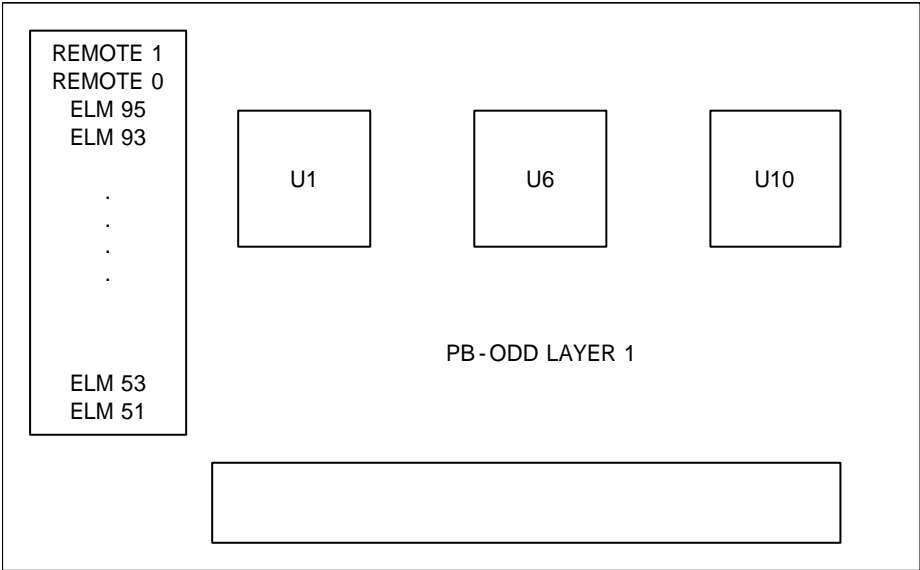 REMOTE 1
REMOTE 0
ELM 95
ELM 93
.
.
.
.
ELM 53
ELM 51
U1
U6
U10
PB-ODD LAYER 1